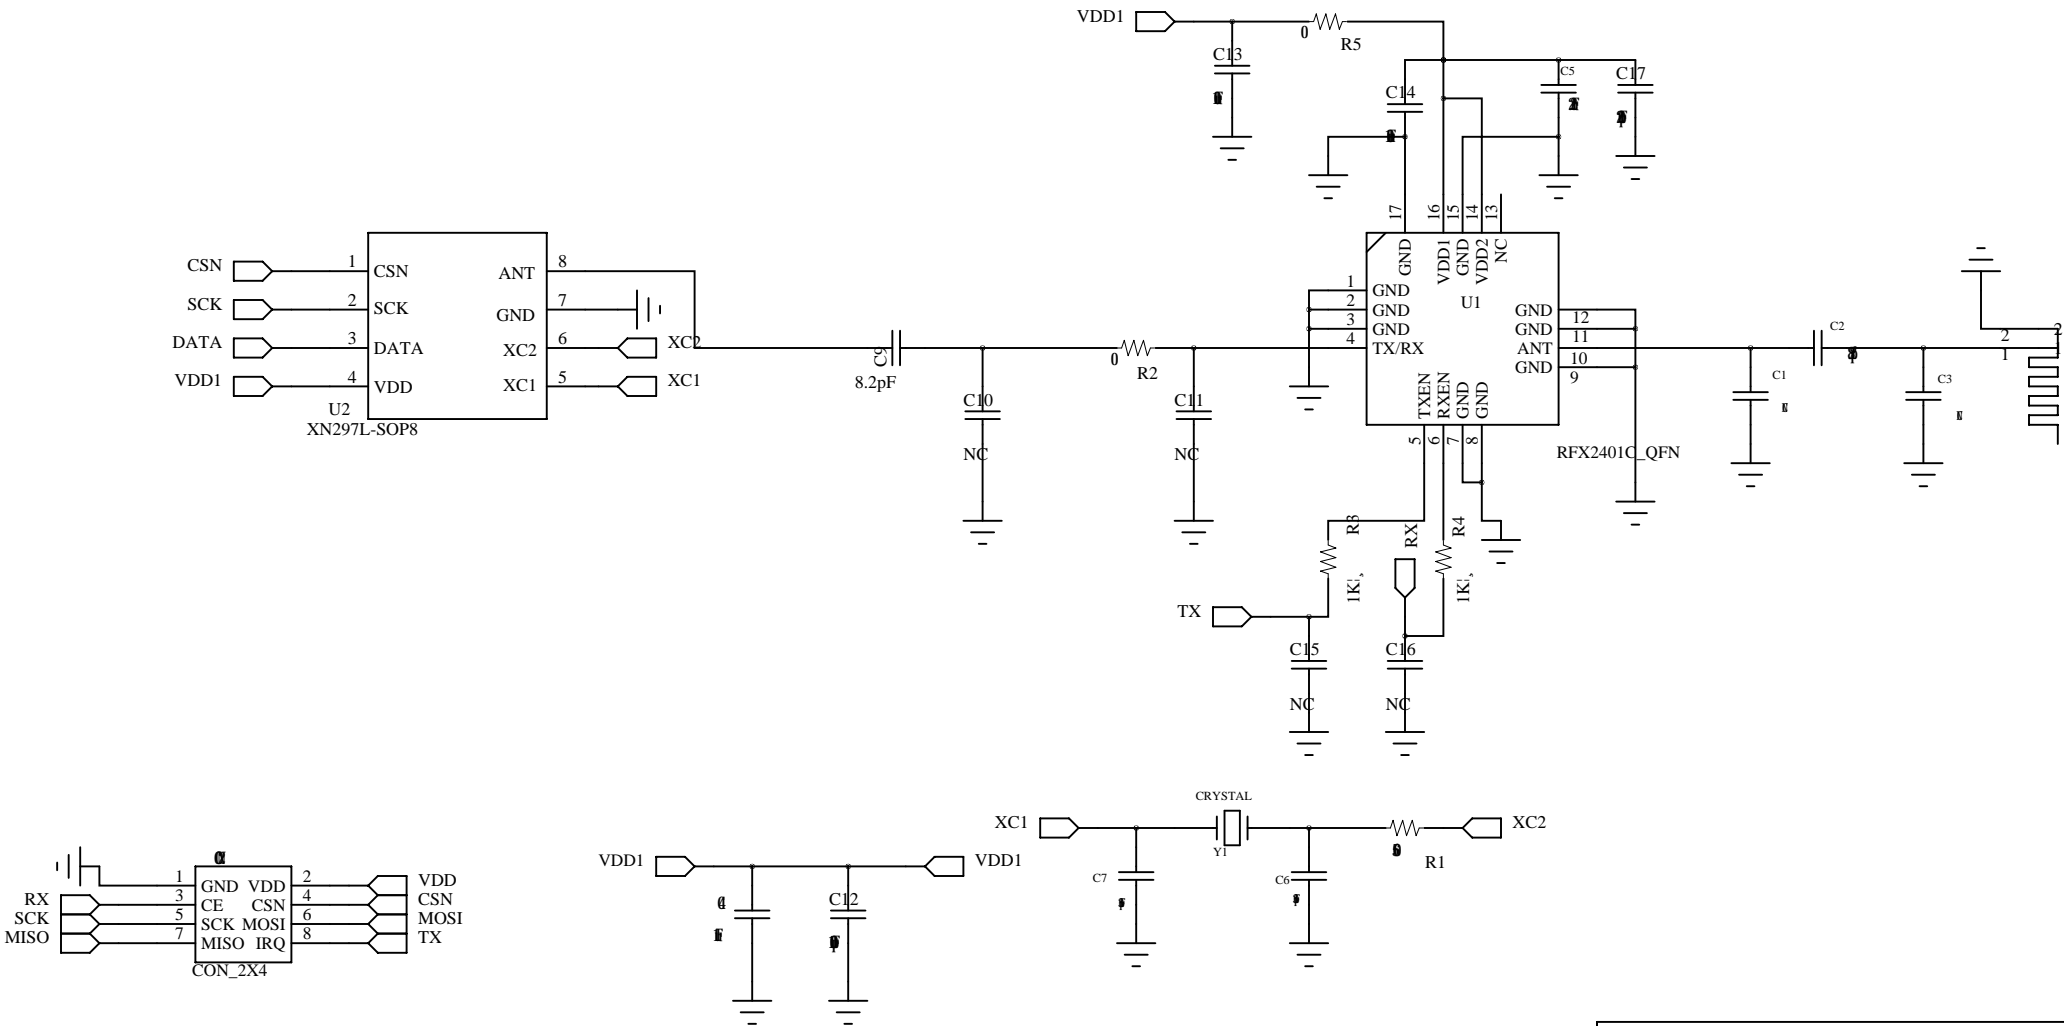 VDD1
0
R5
C13
C14
C5
C17
17
16
15
14
13
GND
VDD1
GND
VDD2
NC
U1
1
GND
2
GND
3
GND
4
TX/RX
GND
12
GND
11
ANT
10
GND
9
TXEN
RXEN
GND
GND
5
6
7
8
RFX2401C_QFN
CSN
SCK
DATA
VDD1
1
CSN
2
SCK
3
DATA
4
VDD
ANT
8
GND
7
XC2
6
XC1
5
XC2
XC1
U2
XN297L-SOP8
C9
8.2pF
C10
NC
0
R2
C11
NC
C2
C1
C3
2
1
2
1
R3
RX
R4
TX
C15
NC
C16
NC
CRYSTAL
XC1
Y1
XC2
R1
C7
C6
VDD1
VDD1
C12
RX
SCK
MISO
1
GND
VDD
2
VDD
3
CE
CSN
4
CSN
5
SCK
MOSI
6
MOSI
7
MISO
IRQ
8
TX
CON_2X4